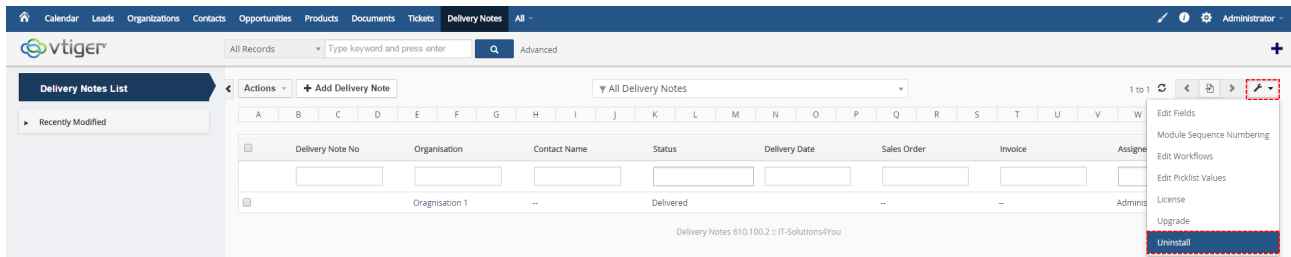 Calendar Leads Organizations Contacts Opportunities Products Documents Tickets Delivery Notes All Administrator
vtiger All Records Type keyword and press enter Advanced
Delivery Notes List Actions + Add Delivery Note All Delivery Notes 1 to 1
Recently Modified A B C D E F G H I J K L M N O P Q R S T U V W
Edit Fields
Module Sequence Numbering
Delivery Note No Organisation Contact Name Status Delivery Date Sales Order Invoice Assigne
Edit Workflows
Edit Picklist Values
License
Oragnisation 1 -- Delivered -- -- Adminis
Upgrade
Delivery Notes 610.100.2 :: IT-Solutions4You
Uninstall